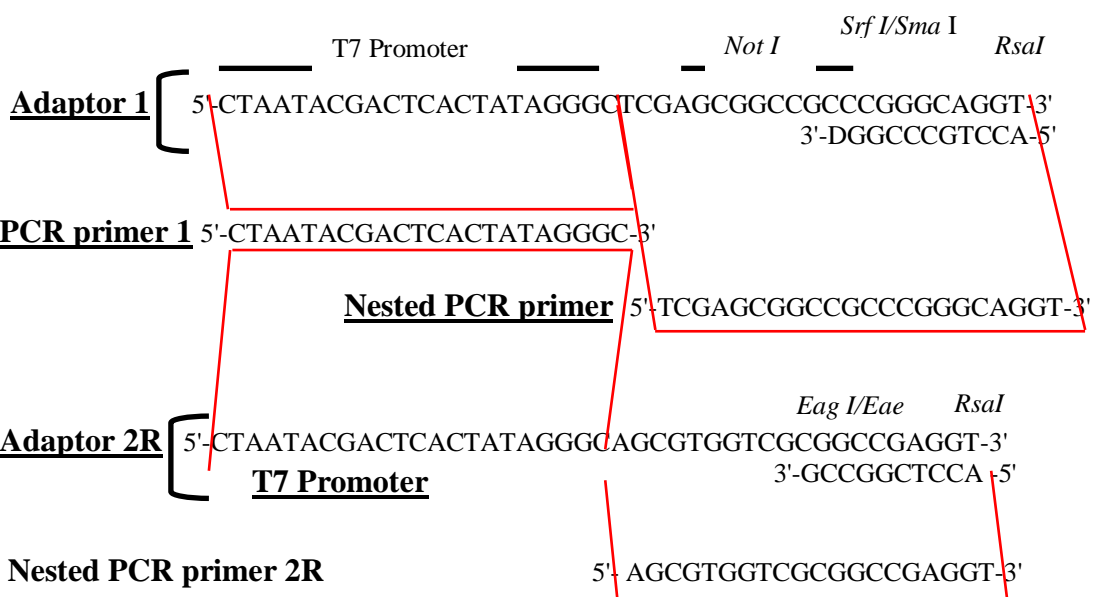 Srf I/Sma I
T7 Promoter Not I RsaI
Adaptor 1 5'-CTAATACGACTCACTATAGGGCTCGAGCGGCCGCCCGGGCAGGT-3'
3'-DGGCCCGTCCA-5'
PCR primer 1 5'-CTAATACGACTCACTATAGGGC-3'
Nested PCR primer 5'-TCGAGCGGCCGCCCGGGCAGGT-3'
Eag I/Eae RsaI
Adaptor 2R 5'-CTAATACGACTCACTATAGGGCAGCGTGGTCGCGGCCGAGGT-3'
3'-GCCGGCTCCA -5'
T7 Promoter
Nested PCR primer 2R 5'- AGCGTGGTCGCGGCCGAGGT-3'